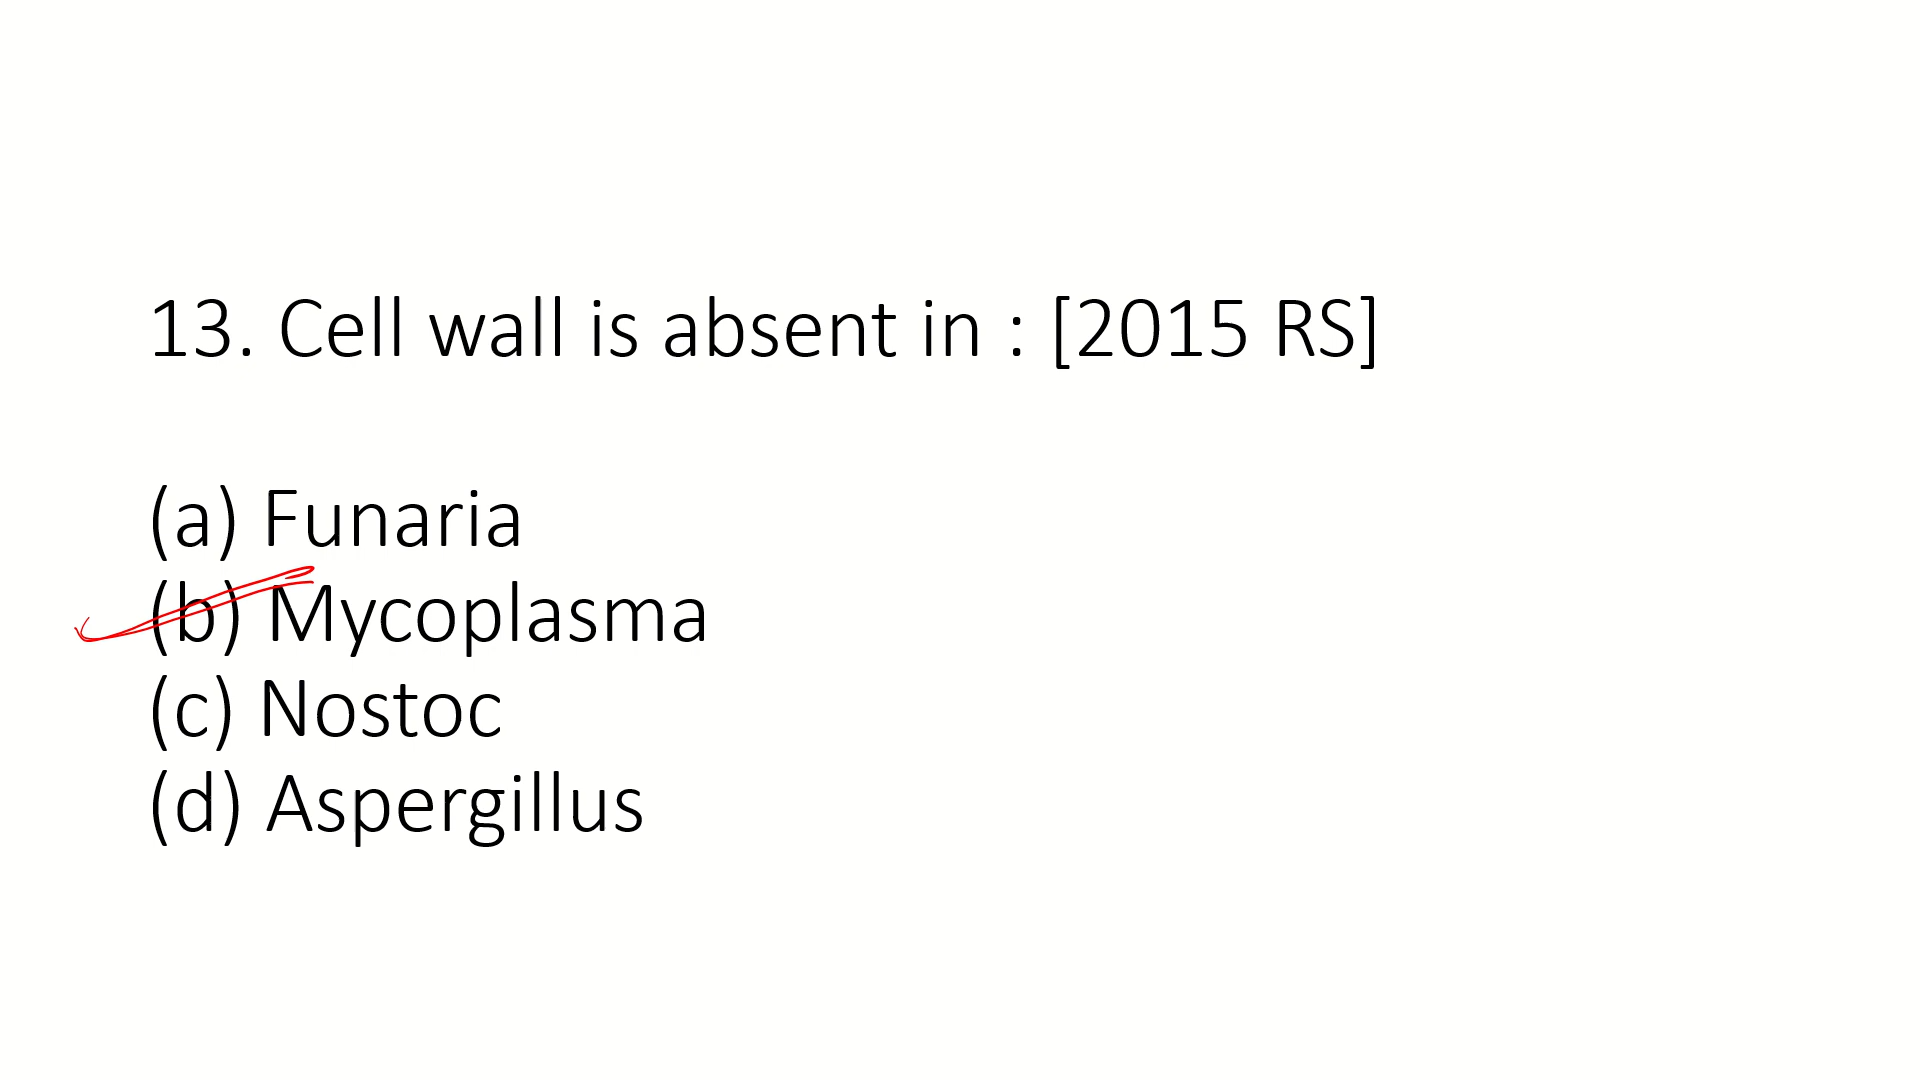 13. Cell wall is absent in : [2015 RS]
(a) Funaria
(b) Mycoplasma
(c) Nostoc
(d) Aspergillus